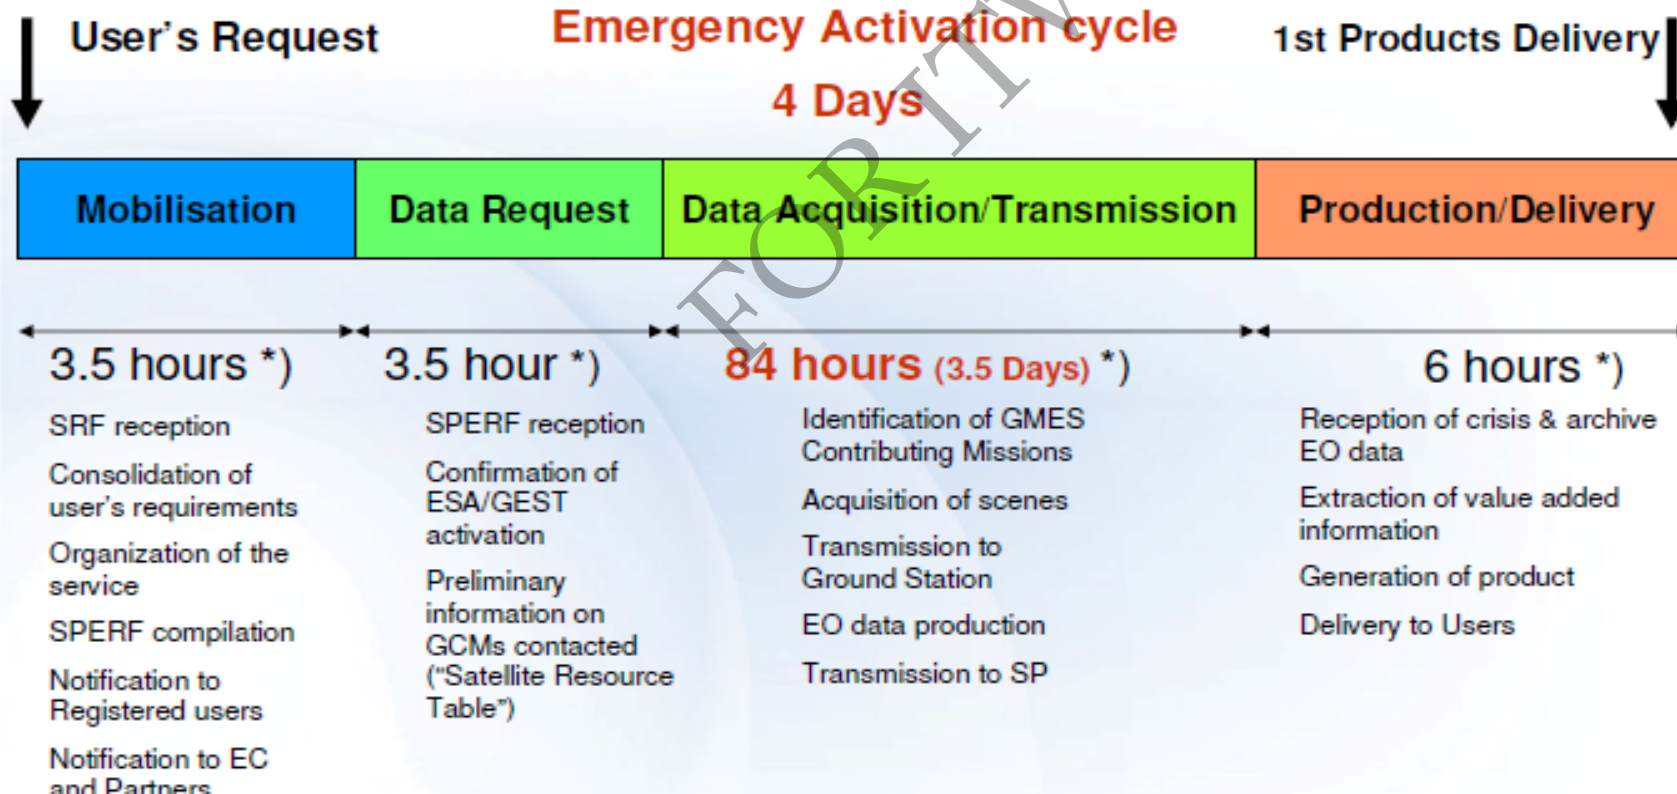 User's Request
Emergency Activation cycle
1st Products Delivery
4 Days
Mobilisation
Data Request
Data Acquisition/Transmission
Production/Delivery
3.5 hours *)
3.5 hour *)
84 hours (3.5 Days) *)
6 hours *)
SRF reception
Consolidation of
user's requirements
Organization of the
service
SPERF compilation
Notification to
Registered users
Notification to EC
and Partners
SPERF reception
Confirmation of
ESA/GEST
activation
Preliminary
information on
GCMs contacted
("Satellite Resource
Table")
Identification of GMES
Contributing Missions
Acquisition of scenes
Transmission to
Ground Station
EO data production
Transmission to SP
Reception of crisis & archive
EO data
Extraction of value added
information
Generation of product
Delivery to Users
FOR